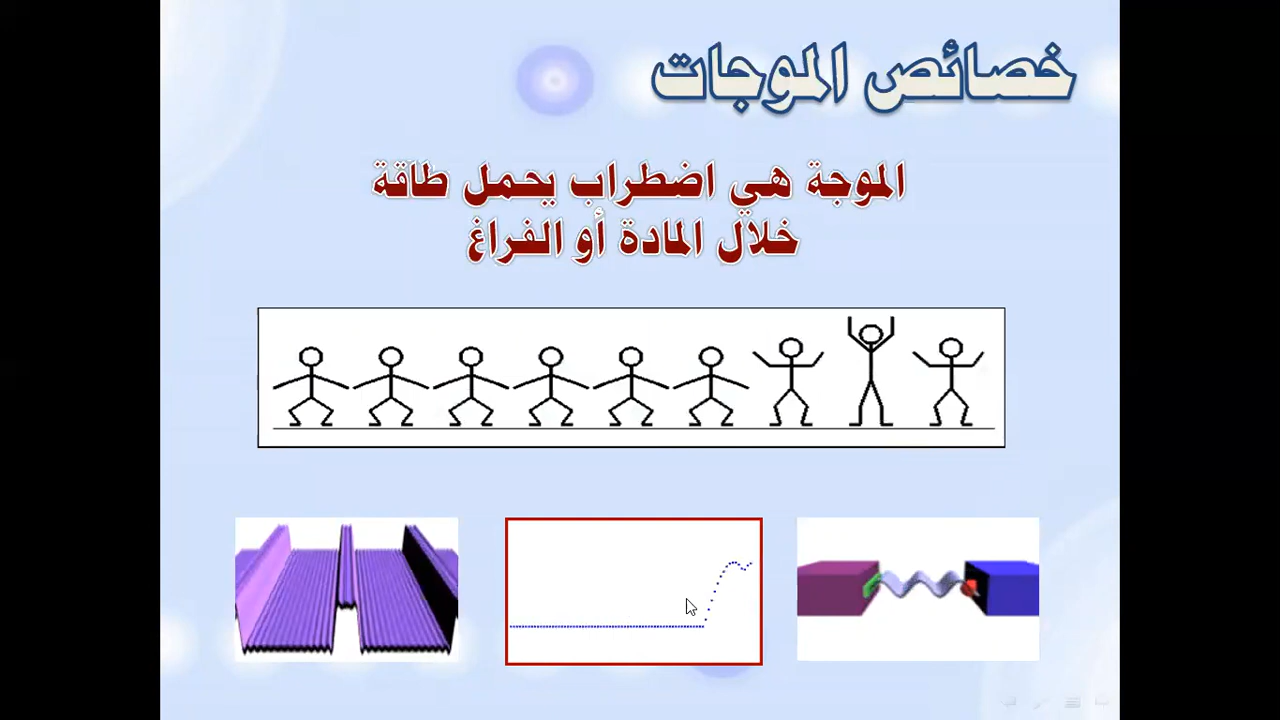 خصائص الموجات
الموجة هي اضطراب يحمل طاقة
خلال المادة أو الفراغ